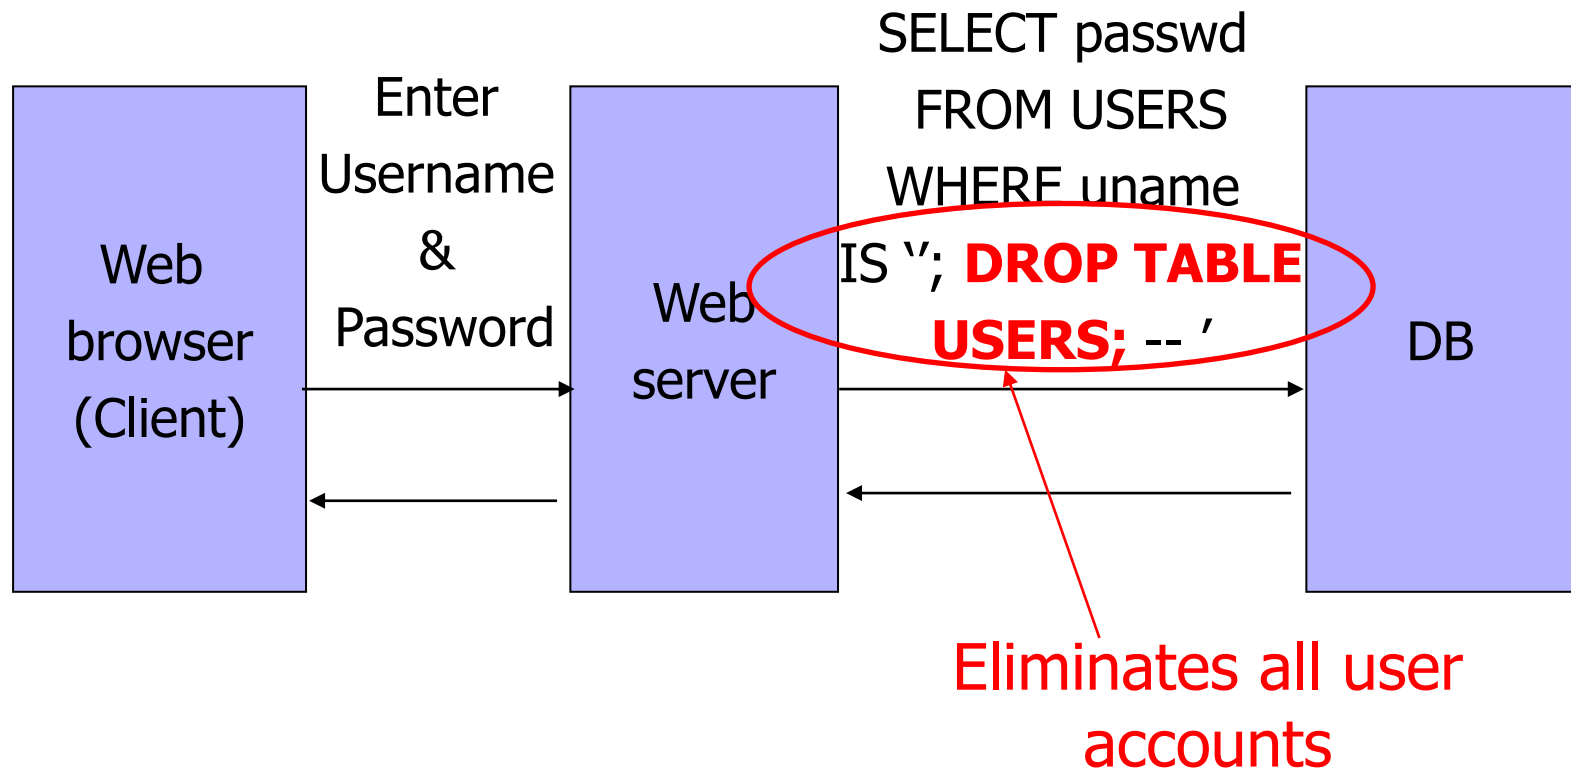 Web
browser
(Client)
Enter
Username
&
Password
Web
server
SELECT passwd
FROM USERS
WHERE uname
IS ‘’; DROP TABLE
USERS; -- ’
DB
Eliminates all user
accounts